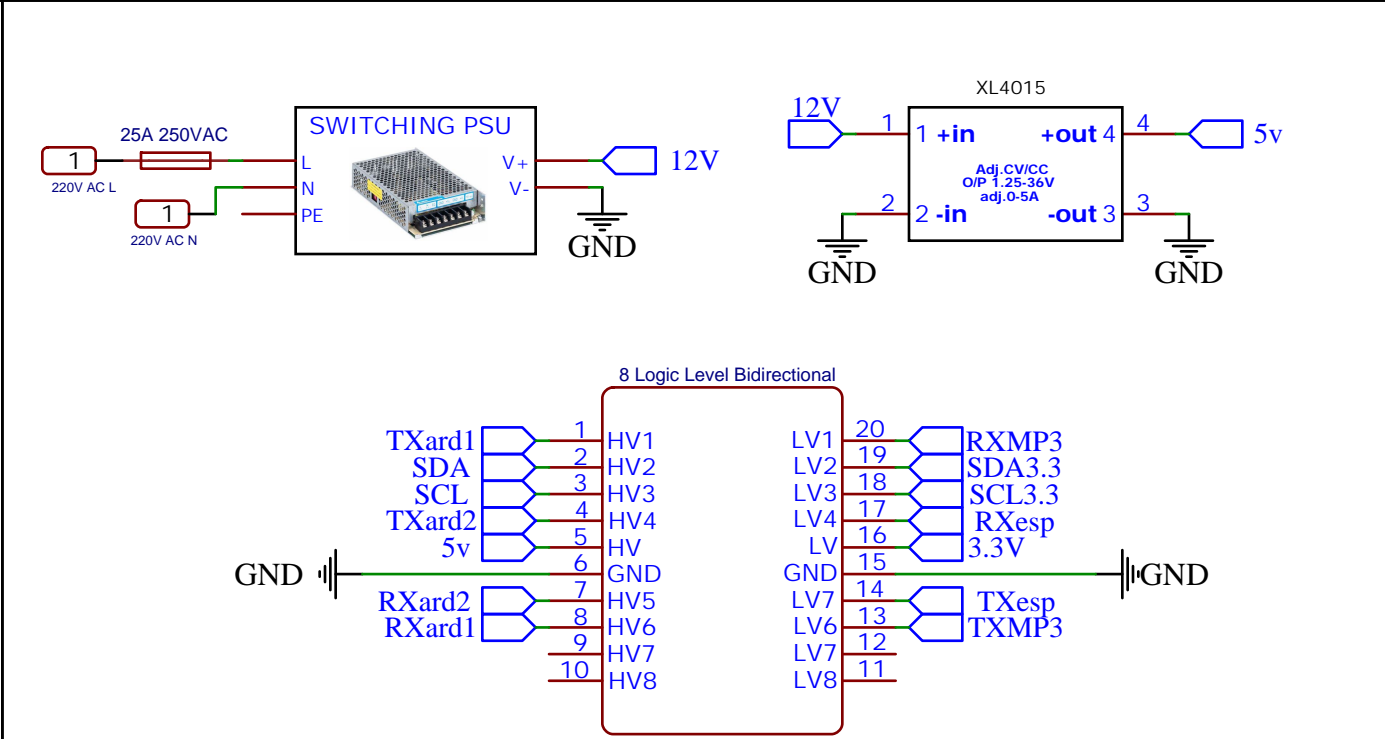 25A 250VAC
1
220V AC L
1
220V AC N
SWITCHING PSU
L
N
PE
V+
V-
12V
GND
XL4015
12V
1
1 +in
+out 4
4
5v
Adj.CV/CC
O/P 1.25-36V
adj.0-5A
2
2 -in
-out 3
3
GND
GND
8 Logic Level Bidirectional
TXard1 1 HV1 LV1 20 RXMP3
SDA 2 HV2 LV2 19 SDA3.3
SCL 3 HV3 LV3 18 SCL3.3
TXard2 4 HV4 LV4 17 RXesp
5v 5 HV LV 16 3.3V
GND 6 GND GND 15 GND
RXard2 7 HV5 LV7 14 TXesp
RXard1 8 HV6 LV6 13 TXMP3
9 HV7 LV7 12
10 HV8 LV8 11